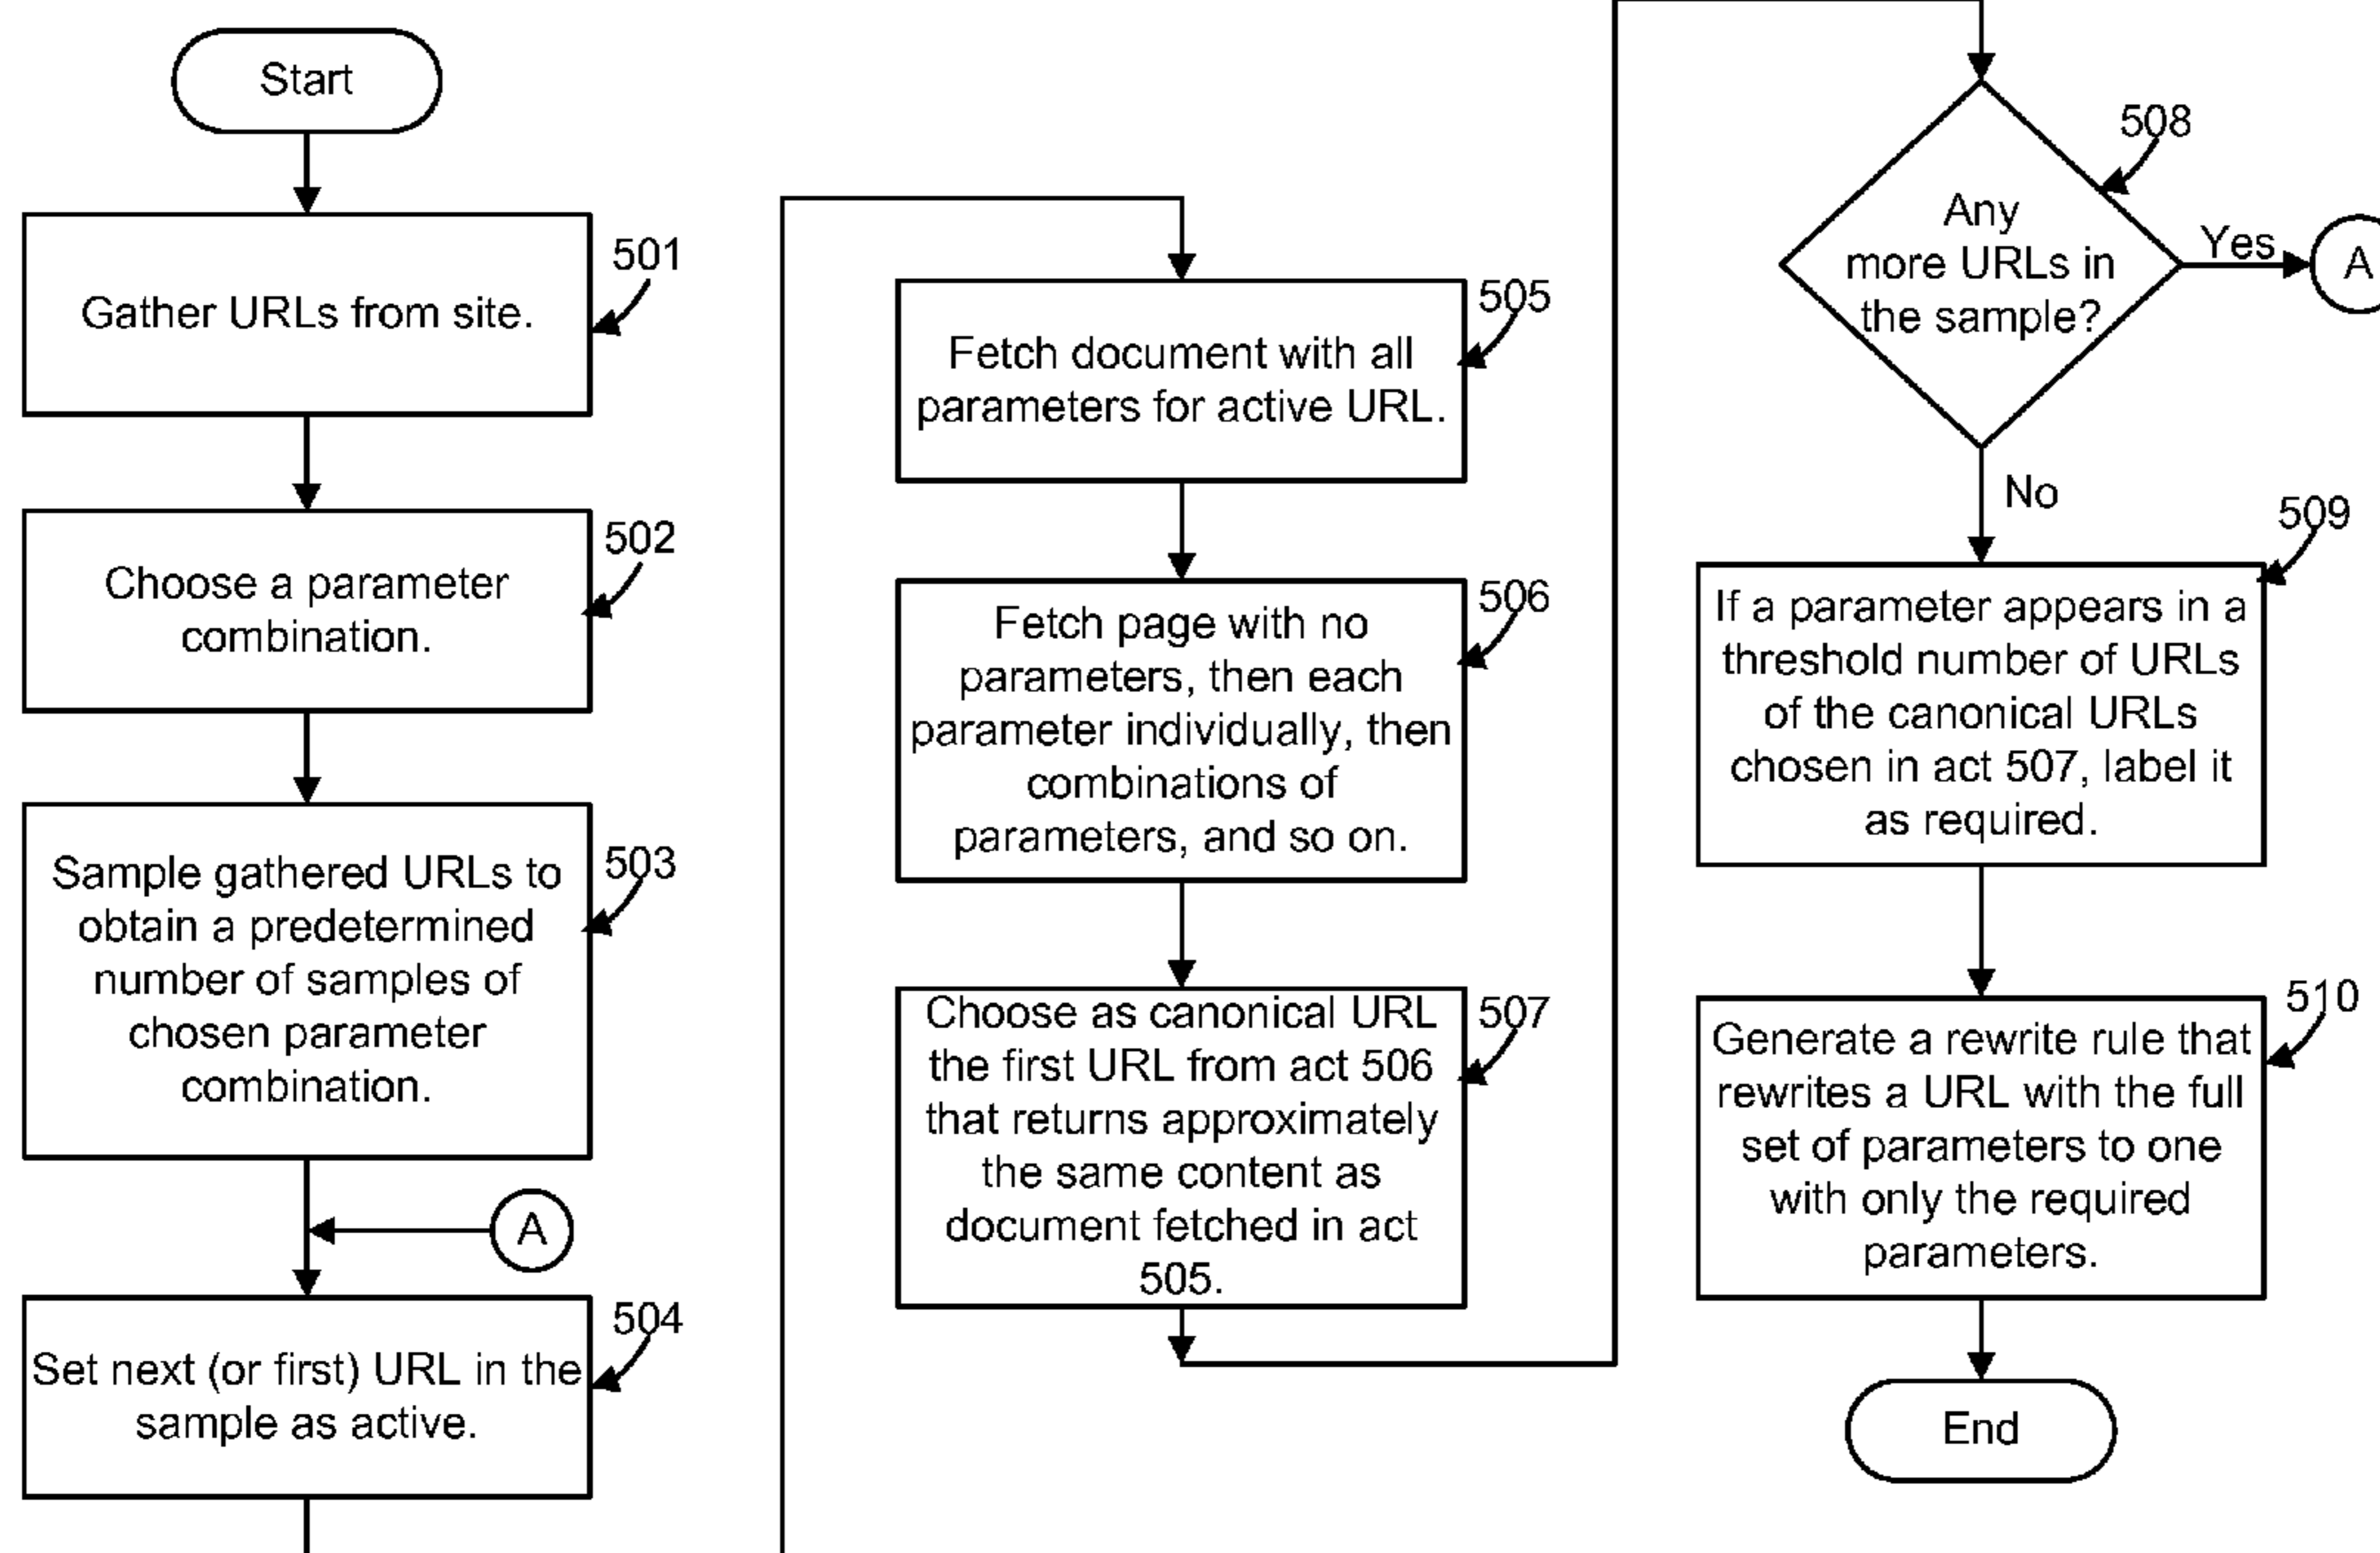 Start
501
Gather URLs from site.
502
Choose a parameter
combination.
503
Sample gathered URLs to
obtain a predetermined
number of samples of
chosen parameter
combination.
A
504
Set next (or first) URL in the
sample as active.
505
Fetch document with all
parameters for active URL.
506
Fetch page with no
parameters, then each
parameter individually, then
combinations of
parameters, and so on.
507
Choose as canonical URL
the first URL from act 506
that returns approximately
the same content as
document fetched in act
505.
508
Any
more URLs in
the sample?
Yes
A
No
509
If a parameter appears in a
threshold number of URLs
of the canonical URLs
chosen in act 507, label it
as required.
510
Generate a rewrite rule that
rewrites a URL with the full
set of parameters to one
with only the required
parameters.
End